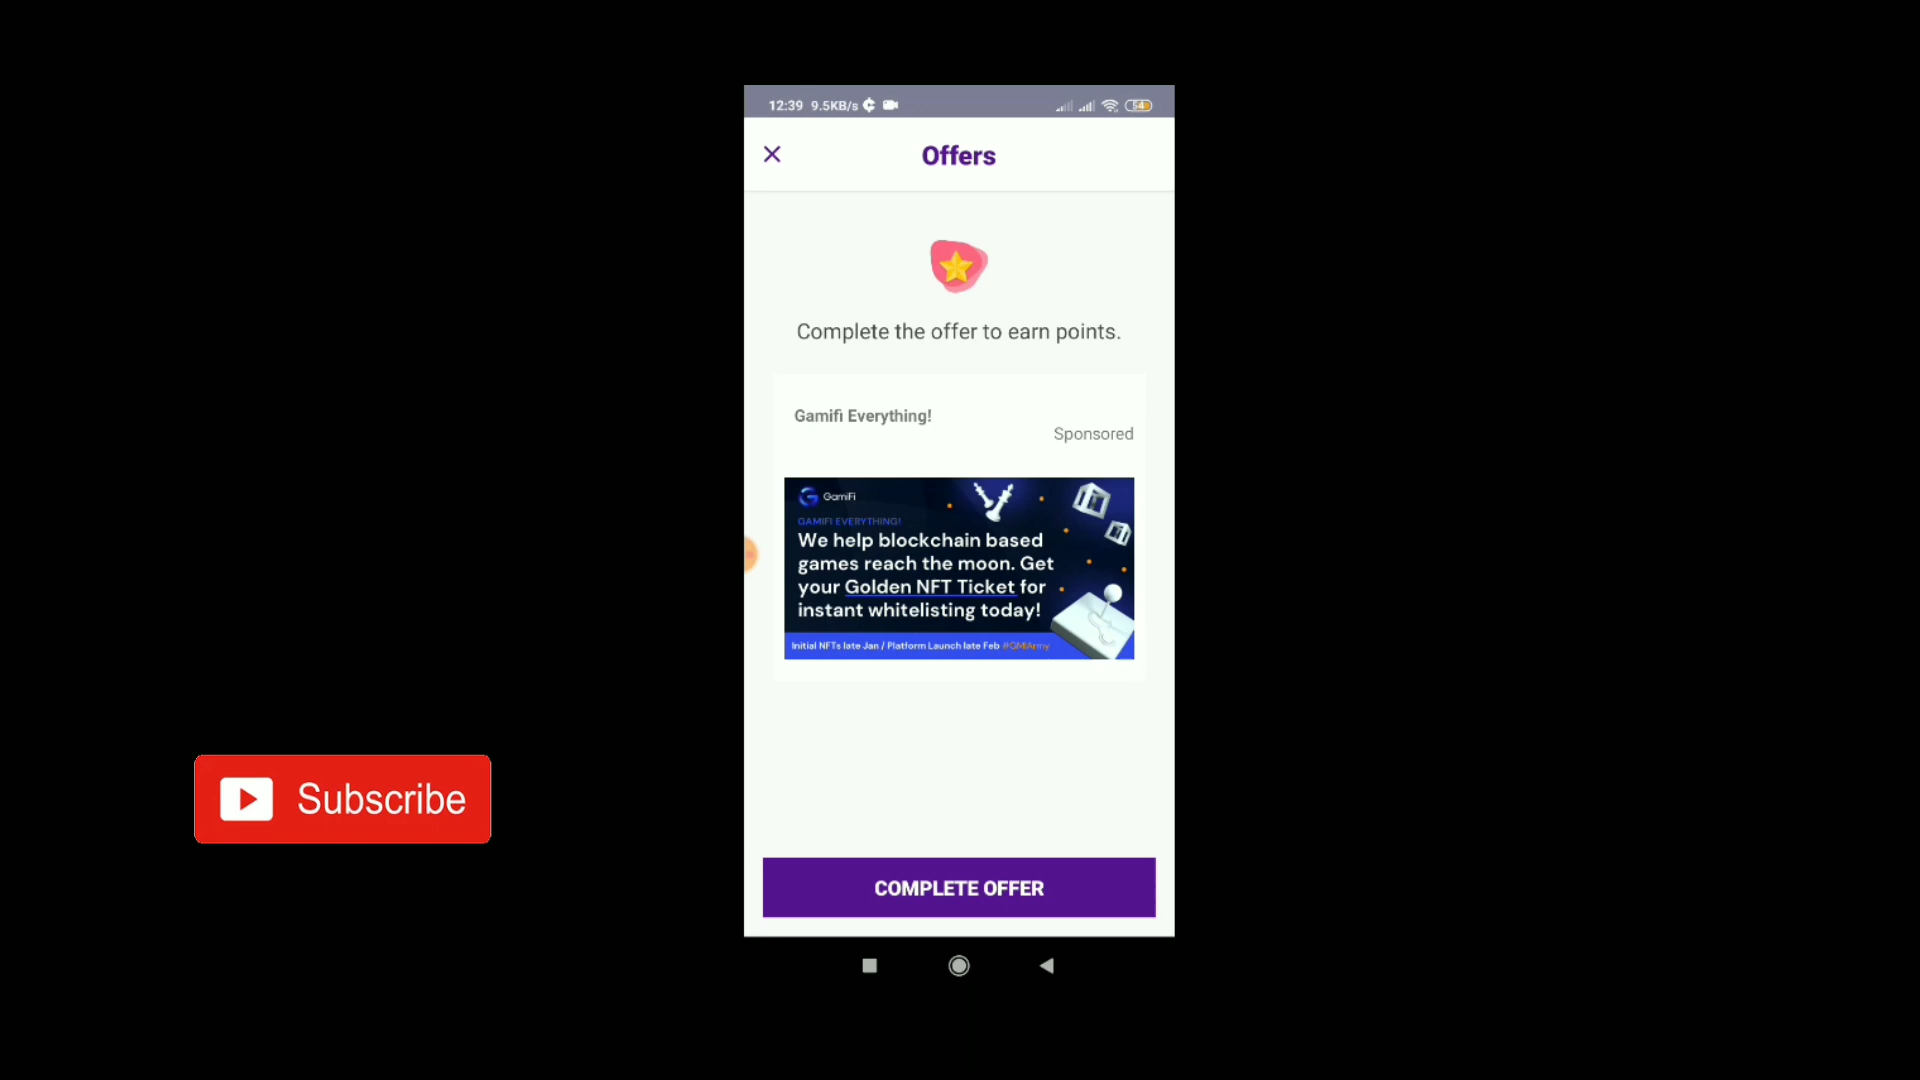 12:39 9.5KB/s 54
Offers
Complete the offer to earn points.
Gamifi Everything!
Sponsored
GamiFi
GAMIFI EVERYTHING!
We help blockchain based
games reach the moon. Get
your Golden NFT Ticket for
instant whitelisting today!
Initial NFTs late Jan / Platform Launch late Feb #GMIArmy
Subscribe
COMPLETE OFFER